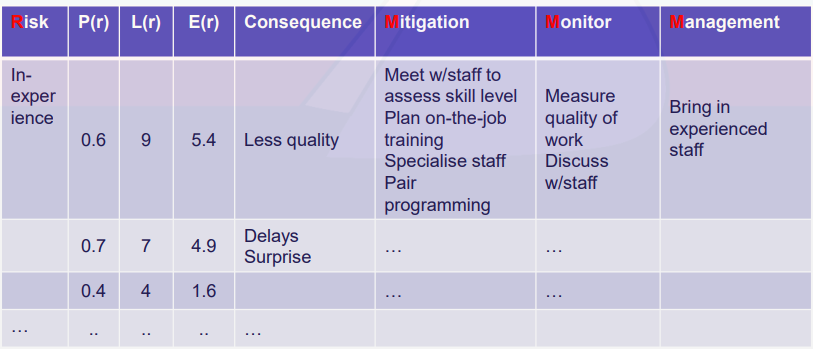 Risk P(r) L(r) E(r) Consequence Mitigation Monitor Management
In-
exper
ience
0.6 9 5.4 Less quality
Meet w/staff to
assess skill level
Plan on-the-job
training
Specialise staff
Pair
programming
Measure
quality of
work
Discuss
w/staff
Bring in
experienced
staff
0.7 7 4.9
Delays
Surprise
… …
0.4 4 1.6 … …
… .. .. .. …